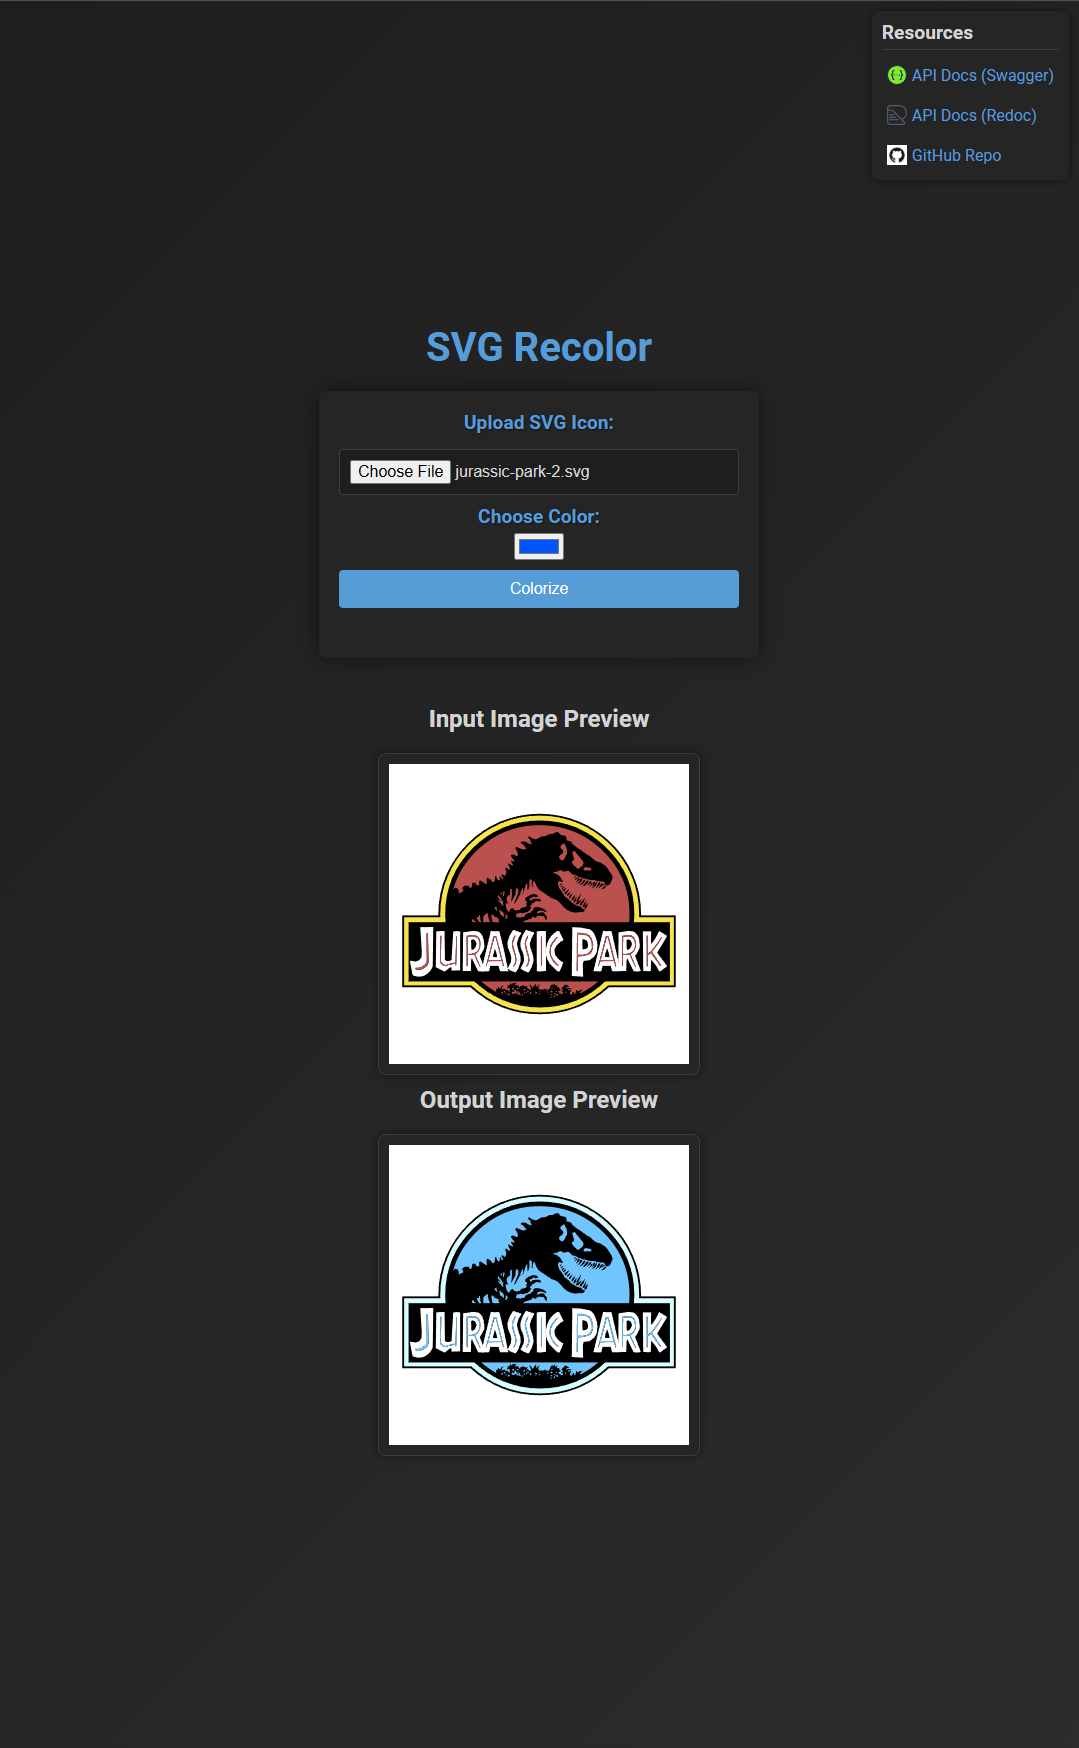 Resources
API Docs (Swagger)
API Docs (Redoc)
GitHub Repo
SVG Recolor
Upload SVG Icon:
Choose File jurassic-park-2.svg
Choose Color:
Colorize
Input Image Preview
JURASSIC PARK
Output Image Preview
JURASSIC PARK